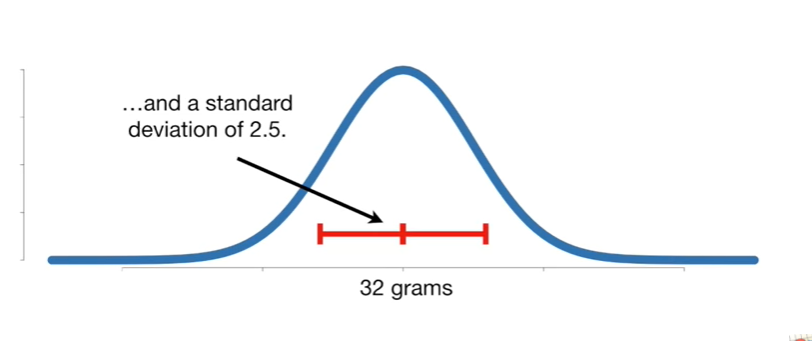 …and a standard
deviation of 2.5.
32 grams